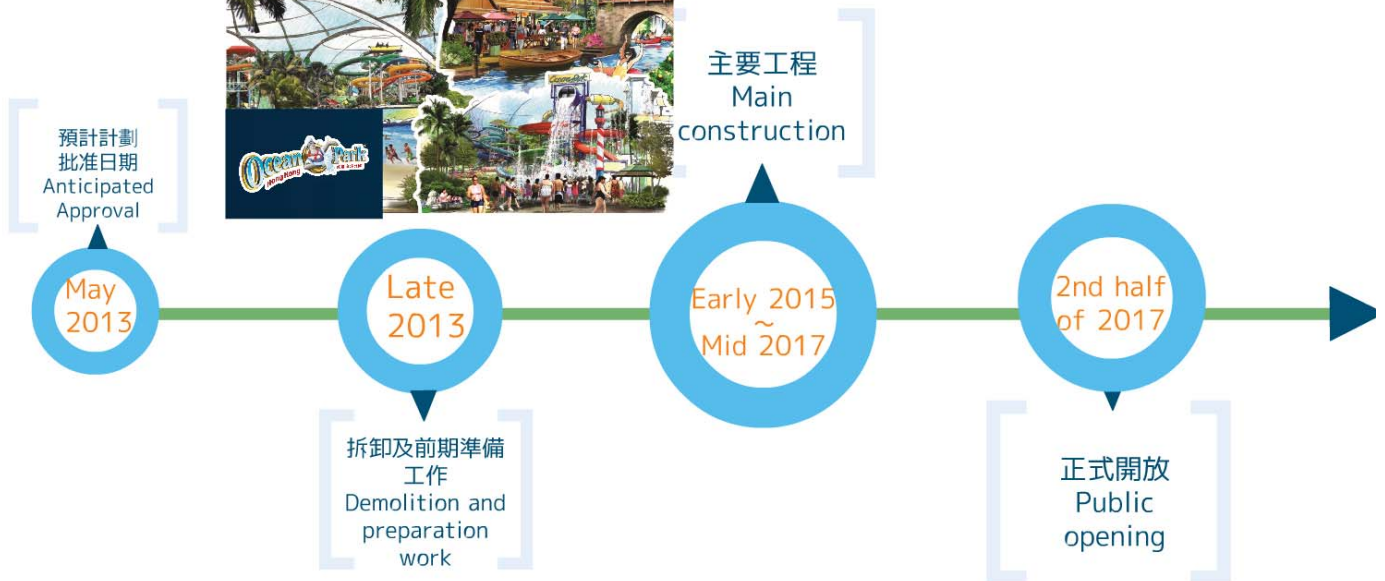 預計計劃
批准日期
Anticipated
Approval
May
2013
Ocean Park
Hong Kong
Late
2013
拆卸及前期準備
工作
Demolition and
preparation
work
主要工程
Main
construction
Early 2015
~
Mid 2017
2nd half
of 2017
正式開放
Public
opening